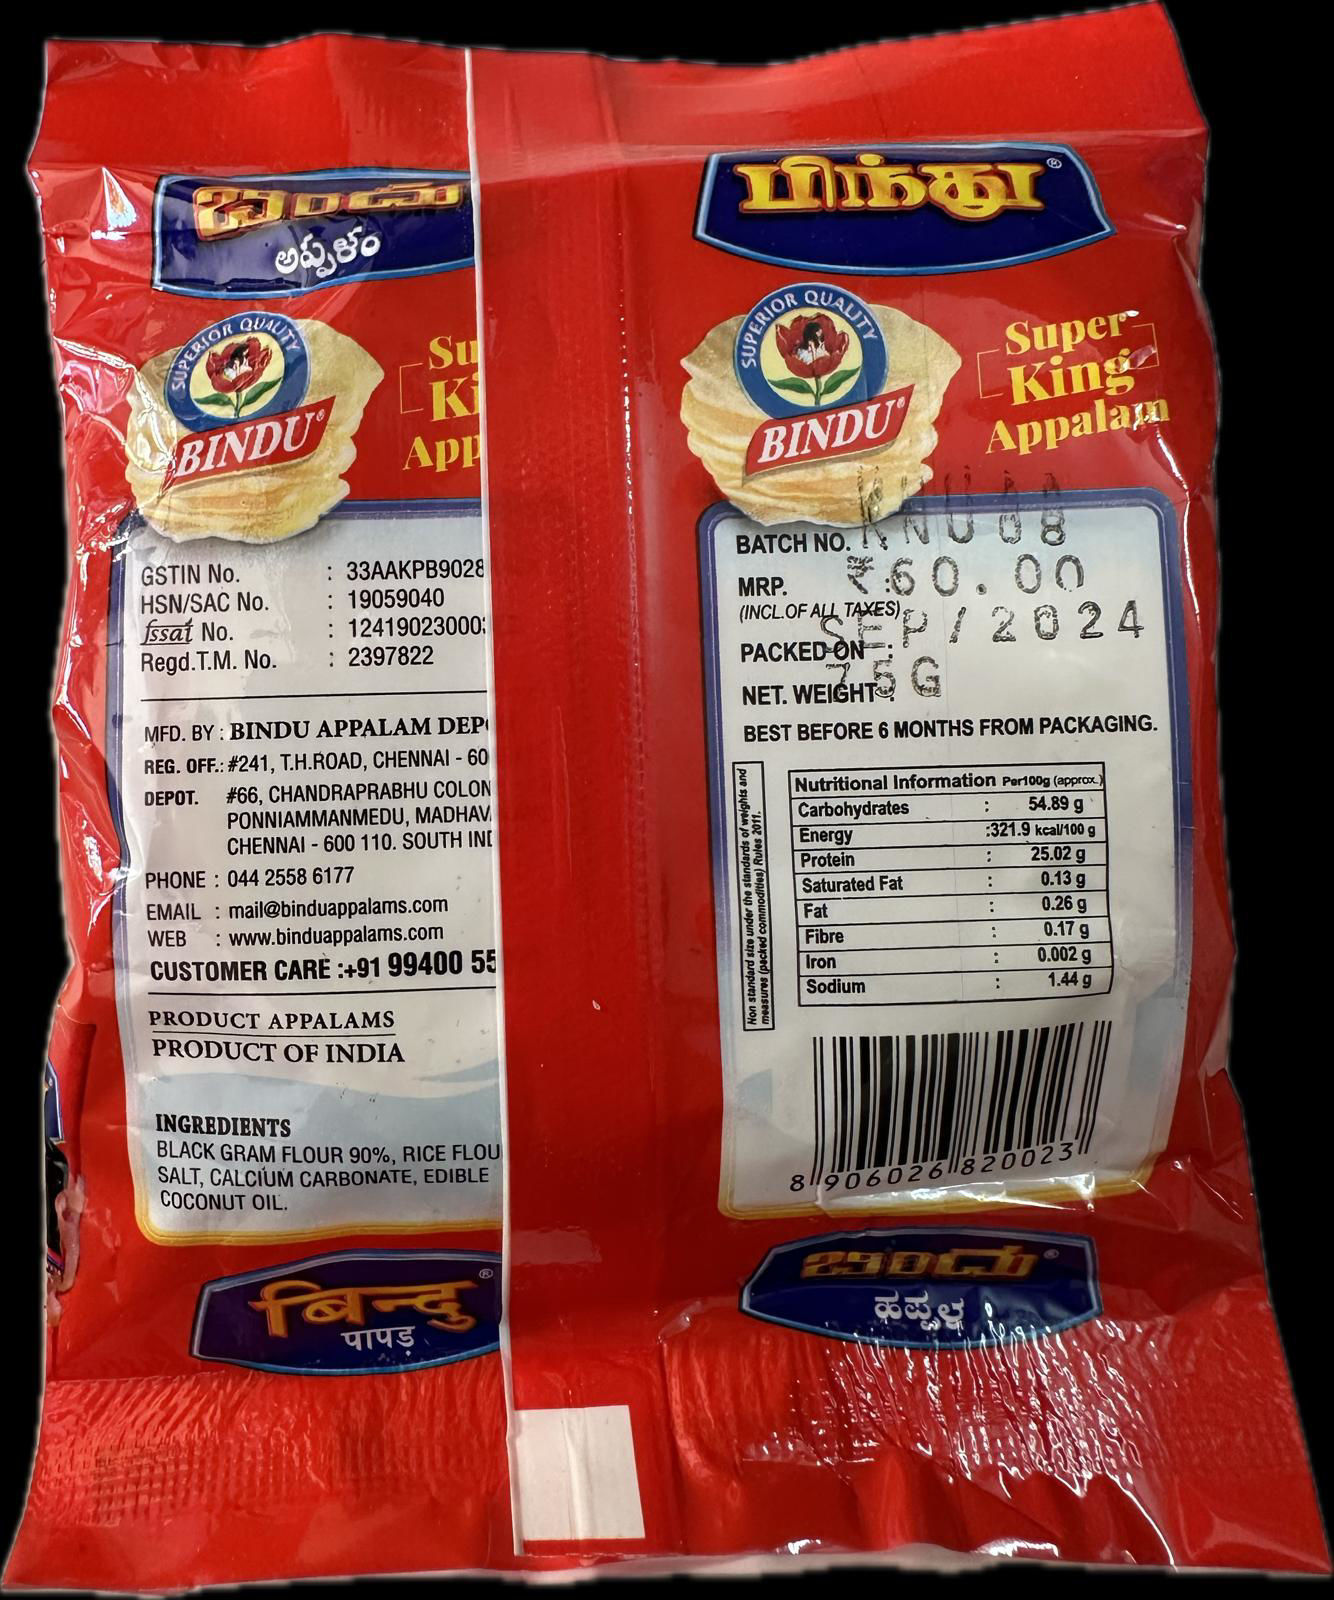 ಬಿಂದು
అప్పళం
SUPERIOR QUALITY
BINDU®
Su
Ki
App
GSTIN No. : 33AAKPB9028
HSN/SAC No. : 19059040
fssai No. : 12419023000
Regd.T.M. No. : 2397822
MFD. BY : BINDU APPALAM DEP
REG. OFF.: #241, T.H.ROAD, CHENNAI - 60
DEPOT. #66, CHANDRAPRABHU COLON
PONNIAMMANMEDU, MADHAV
CHENNAI - 600 110. SOUTH IND
PHONE : 044 2558 6177
EMAIL : mail@binduappalams.com
WEB : www.binduappalams.com
CUSTOMER CARE :+91 99400 55
PRODUCT APPALAMS
PRODUCT OF INDIA
INGREDIENTS
BLACK GRAM FLOUR 90%, RICE FLOU
SALT, CALCIUM CARBONATE, EDIBLE
COCONUT OIL.
बिन्दु®
पापड़
பிந்து®
SUPERIOR QUALITY
BINDU®
Super
King
Appalam
BATCH NO. KNU 08
MRP. : ₹60.00
(INCL.OF ALL TAXES)
PACKED ON : SEP/2024
NET. WEIGHT : 75G
BEST BEFORE 6 MONTHS FROM PACKAGING.
Non standard size under the standards of weights and
measures (packed commodities) Rules 2011.
Nutritional Information Per100g (approx.)
Carbohydrates : 54.89 g
Energy :321.9 kcal/100 g
Protein : 25.02 g
Saturated Fat : 0.13 g
Fat : 0.26 g
Fibre : 0.17 g
Iron : 0.002 g
Sodium : 1.44 g
8 906026 820023
ಬಿಂದು®
ಹಪ್ಪಳ